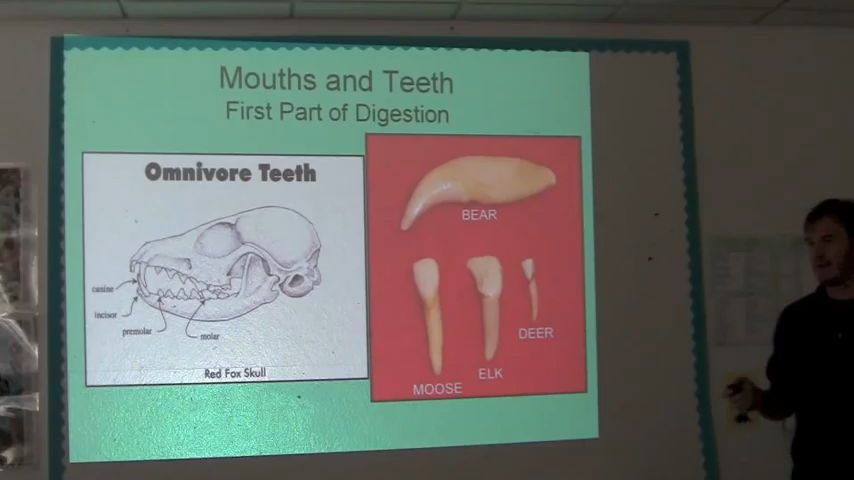 Mouths and Teeth
First Part of Digestion
Omnivore Teeth
canine
incisor
premolar
molar
Red Fox Skull
BEAR
MOOSE
ELK
DEER